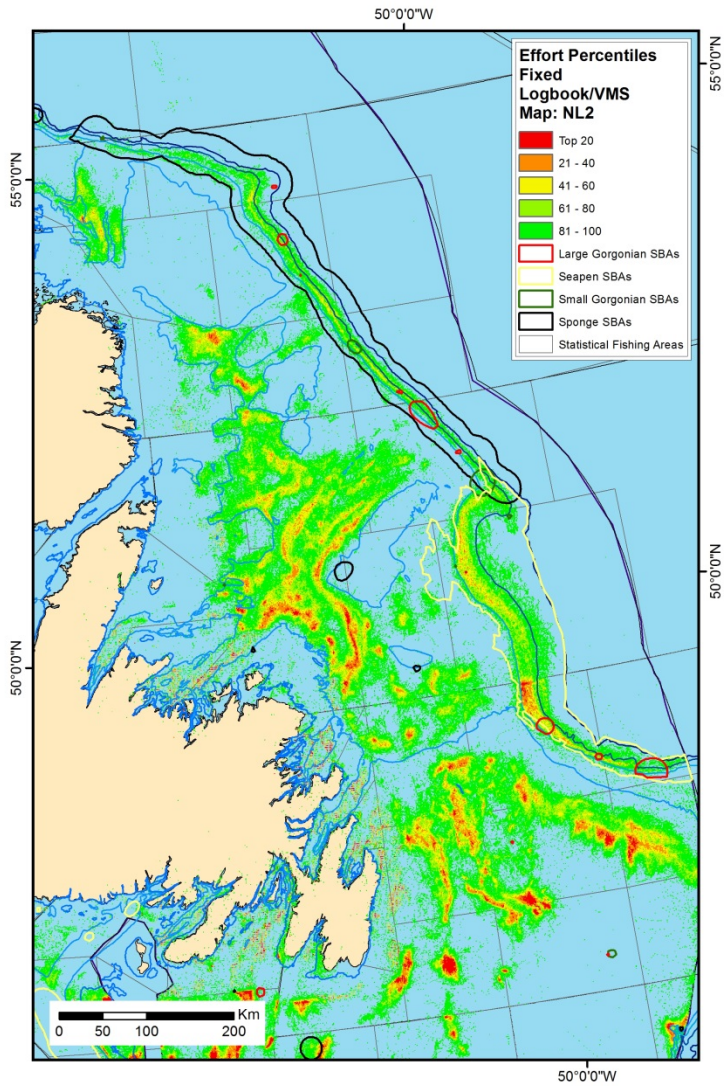 50°0'0"W
Effort Percentiles
Fixed
Logbook/VMS
Map: NL2
Top 20
21 - 40
41 - 60
61 - 80
81 - 100
Large Gorgonian SBAs
Seapen SBAs
Small Gorgonian SBAs
Sponge SBAs
Statistical Fishing Areas
55°0'0"N
55°0'0"N
50°0'0"N
50°0'0"N
Km
0 50 100 200
50°0'0"W